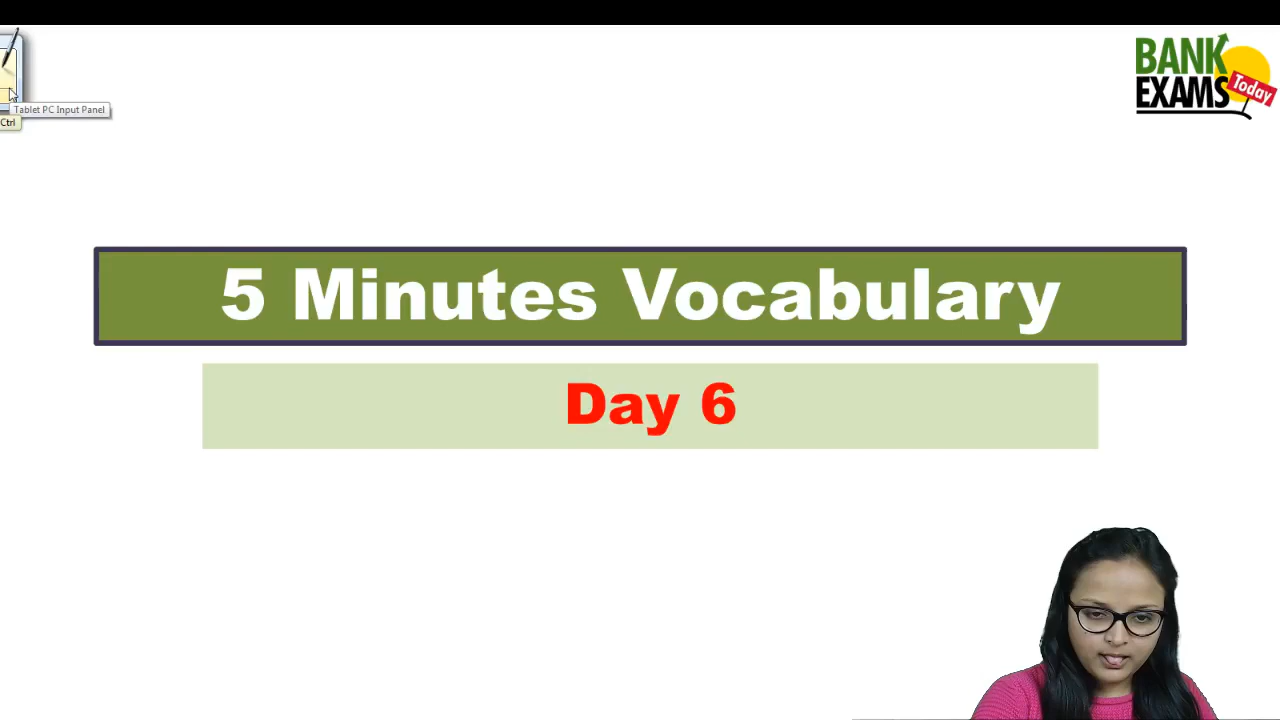 BANK
EXAMS
Today
Tablet PC Input Panel
Ctrl
5 Minutes Vocabulary
Day 6